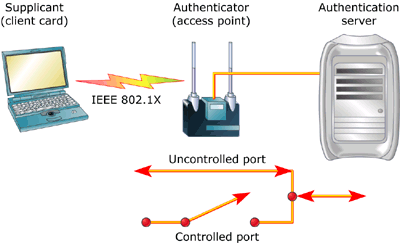 Supplicant
(client card)
Authenticator
(access point)
Authentication
server
IEEE 802.1X
Uncontrolled port
Controlled port